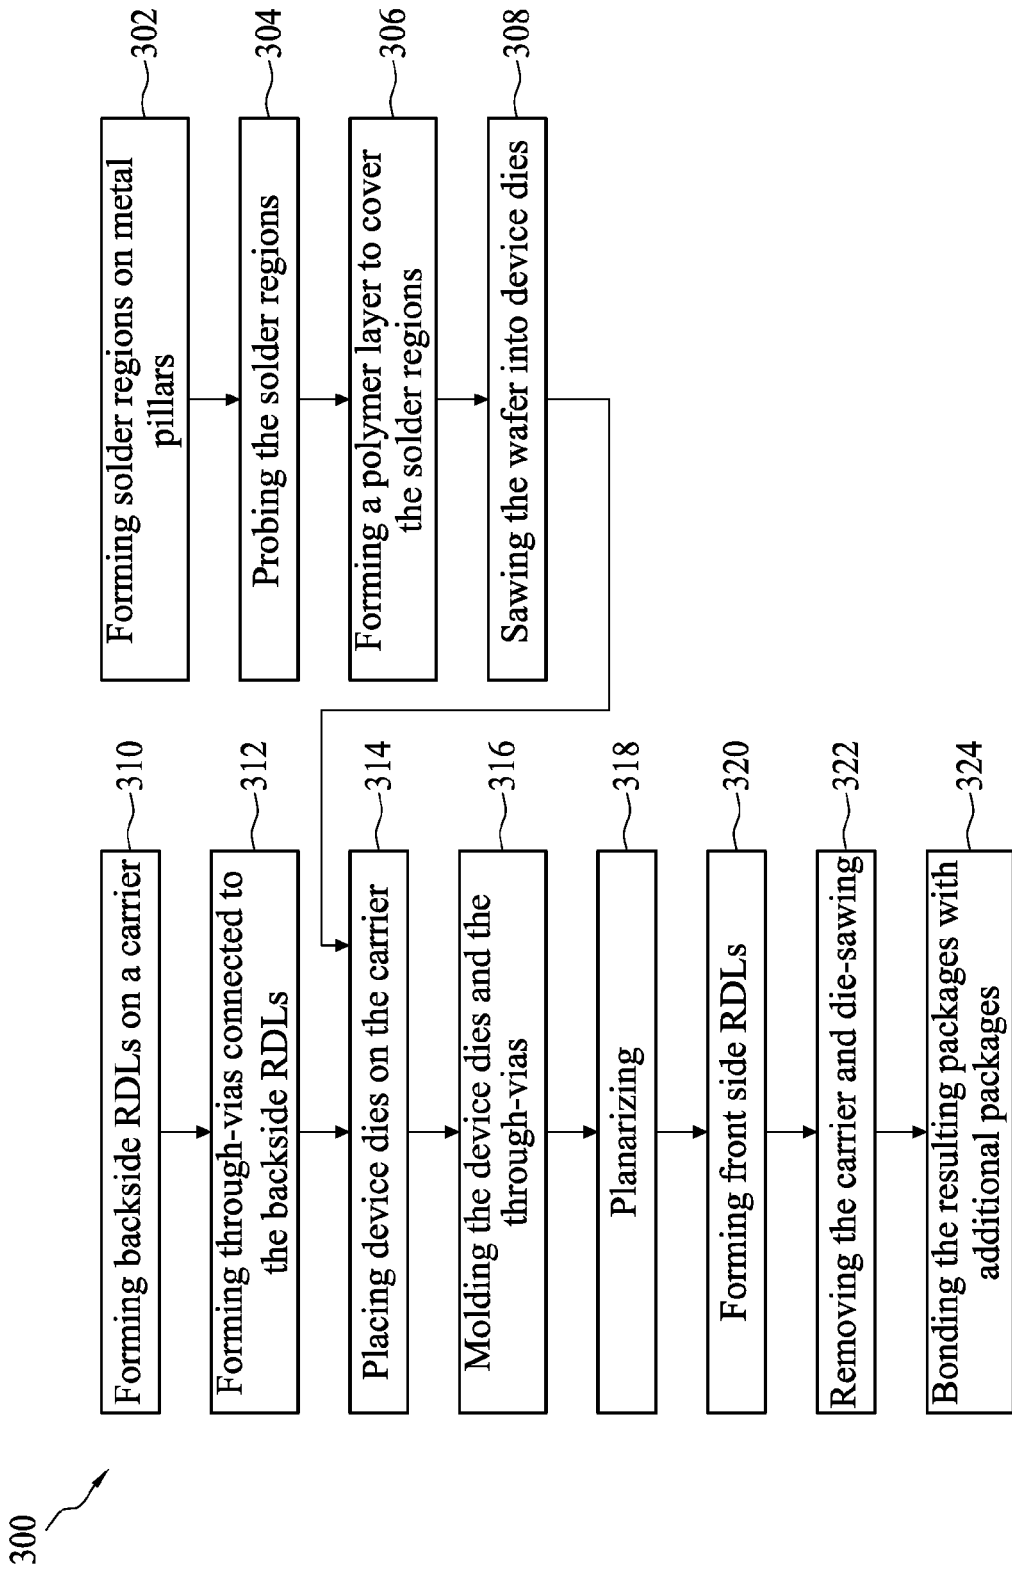 300
Forming backside RDLs on a carrier
310
Forming through-vias connected to
the backside RDLs
312
Placing device dies on the carrier
314
Molding the device dies and the
through-vias
316
Planarizing
318
Forming front side RDLs
320
Removing the carrier and die-sawing
322
Bonding the resulting packages with
additional packages
324
Forming solder regions on metal
pillars
302
Probing the solder regions
304
Forming a polymer layer to cover
the solder regions
306
Sawing the wafer into device dies
308